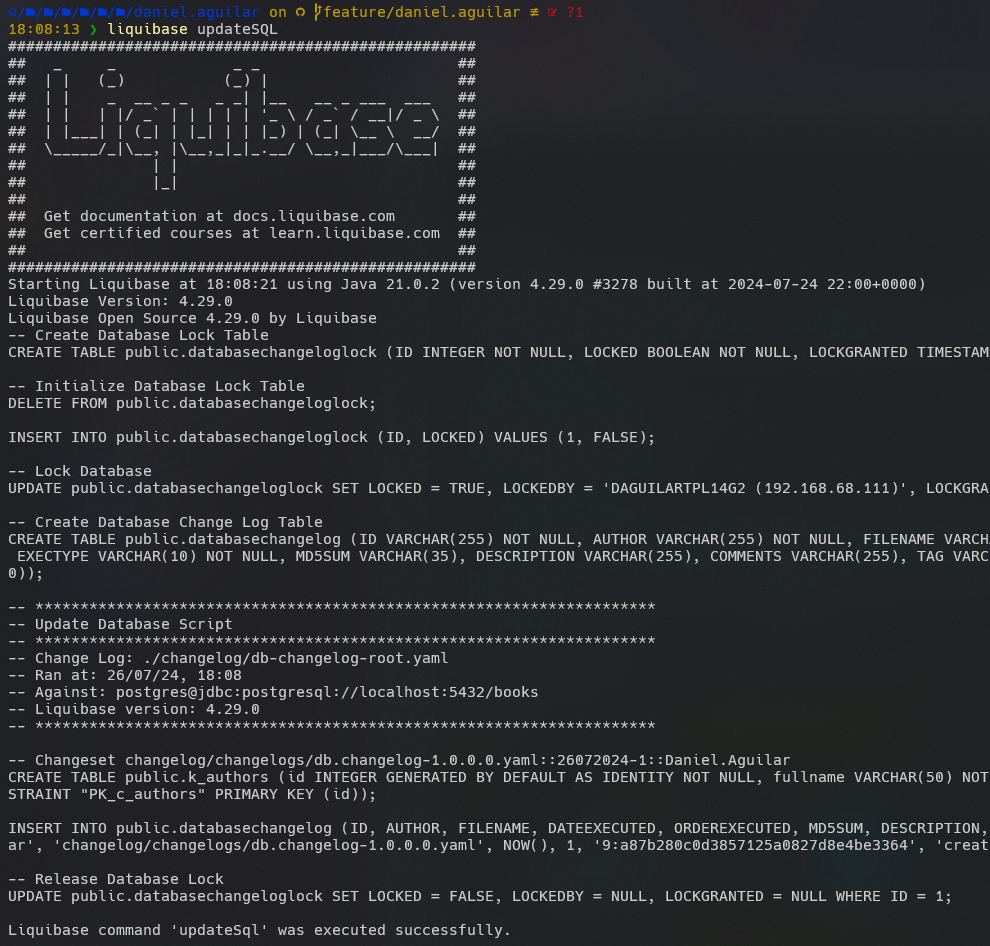 /daniel.aguilar on feature/daniel.aguilar ≢ ?1
18:08:13 ❯ liquibase updateSQL
####################################################
##   _     _             _ _                      ##
##  | |   (_)           (_) |                     ##
##  | |    _  __ _ _   _ _| |__   __ _ ___  ___   ##
##  | |   | |/ _` | | | | | '_ \ / _` / __|/ _ \  ##
##  | |___| | (_| | |_| | | |_) | (_| \__ \  __/  ##
##  \_____/_|\__, |\__,_|_|_.__/ \__,_|___/\___|  ##
##              | |                               ##
##              |_|                               ##
##                                                ##
##  Get documentation at docs.liquibase.com       ##
##  Get certified courses at learn.liquibase.com  ##
##                                                ##
####################################################
Starting Liquibase at 18:08:21 using Java 21.0.2 (version 4.29.0 #3278 built at 2024-07-24 22:00+0000)
Liquibase Version: 4.29.0
Liquibase Open Source 4.29.0 by Liquibase
-- Create Database Lock Table
CREATE TABLE public.databasechangeloglock (ID INTEGER NOT NULL, LOCKED BOOLEAN NOT NULL, LOCKGRANTED TIMESTAM
-- Initialize Database Lock Table
DELETE FROM public.databasechangeloglock;
INSERT INTO public.databasechangeloglock (ID, LOCKED) VALUES (1, FALSE);
-- Lock Database
UPDATE public.databasechangeloglock SET LOCKED = TRUE, LOCKEDBY = 'DAGUILARTPL14G2 (192.168.68.111)', LOCKGRA
-- Create Database Change Log Table
CREATE TABLE public.databasechangelog (ID VARCHAR(255) NOT NULL, AUTHOR VARCHAR(255) NOT NULL, FILENAME VARCHA
EXECTYPE VARCHAR(10) NOT NULL, MD5SUM VARCHAR(35), DESCRIPTION VARCHAR(255), COMMENTS VARCHAR(255), TAG VARC
0));
-- *********************************************************************
-- Update Database Script
-- *********************************************************************
-- Change Log: ./changelog/db-changelog-root.yaml
-- Ran at: 26/07/24, 18:08
-- Against: postgres@jdbc:postgresql://localhost:5432/books
-- Liquibase version: 4.29.0
-- *********************************************************************
-- Changeset changelog/changelogs/db.changelog-1.0.0.0.yaml::26072024-1::Daniel.Aguilar
CREATE TABLE public.k_authors (id INTEGER GENERATED BY DEFAULT AS IDENTITY NOT NULL, fullname VARCHAR(50) NOT
STRAINT "PK_c_authors" PRIMARY KEY (id));
INSERT INTO public.databasechangelog (ID, AUTHOR, FILENAME, DATEEXECUTED, ORDEREXECUTED, MD5SUM, DESCRIPTION,
ar', 'changelog/changelogs/db.changelog-1.0.0.0.yaml', NOW(), 1, '9:a87b280c0d3857125a0827d8e4be3364', 'creat
-- Release Database Lock
UPDATE public.databasechangeloglock SET LOCKED = FALSE, LOCKEDBY = NULL, LOCKGRANTED = NULL WHERE ID = 1;
Liquibase command 'updateSql' was executed successfully.